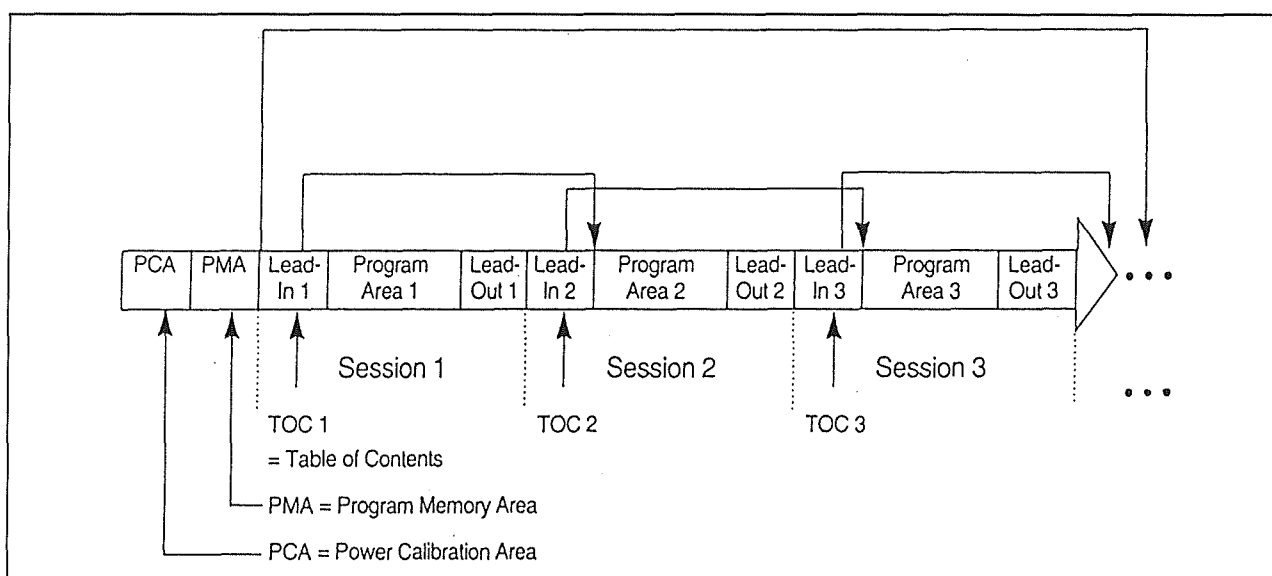 PCA
PMA
Lead-
In 1
Program
Area 1
Lead-
Out 1
Lead-
In 2
Program
Area 2
Lead-
Out 2
Lead-
In 3
Program
Area 3
Lead-
Out 3
• • •
Session 1
Session 2
Session 3
• • •
TOC 1
TOC 2
TOC 3
= Table of Contents
PMA = Program Memory Area
PCA = Power Calibration Area